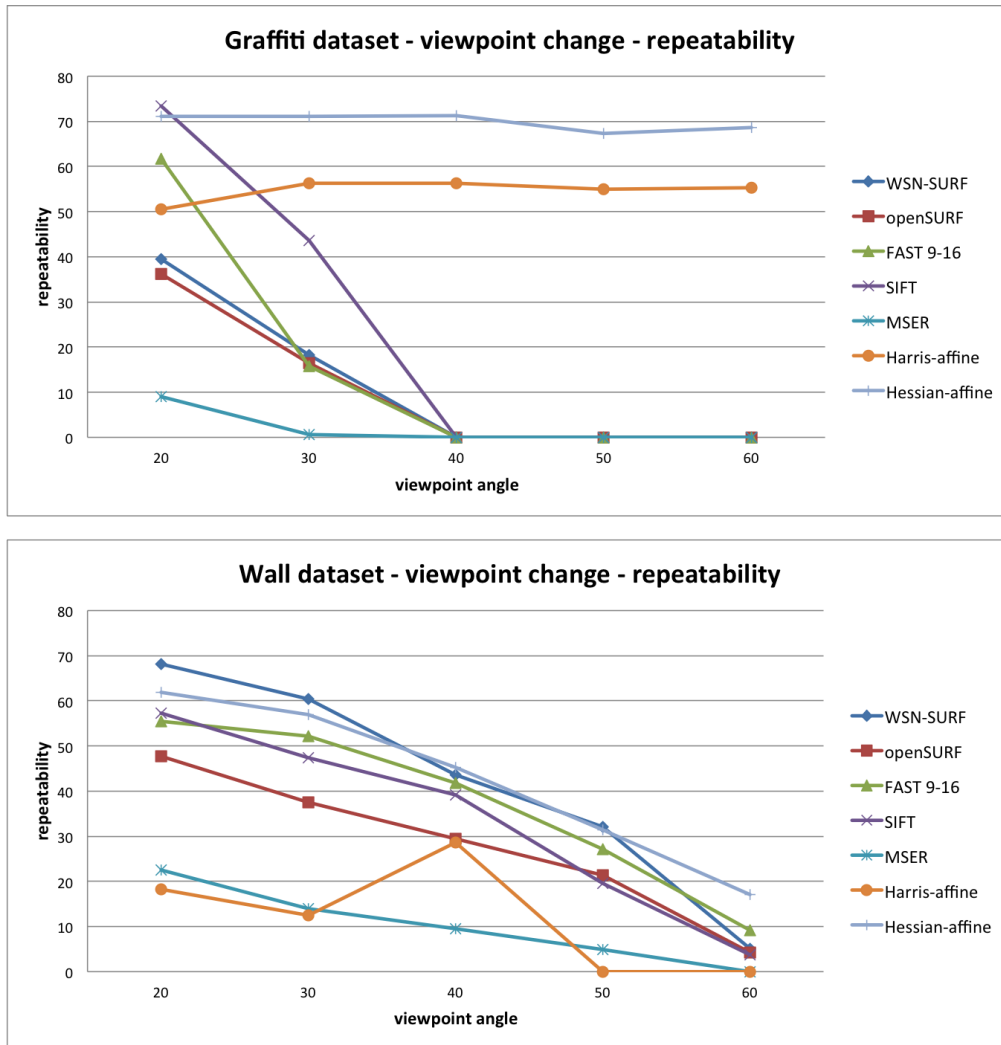 Graffiti dataset - viewpoint change - repeatability
80
70
60
50
40
30
20
10
0
repeatability
20 30 40 50 60
viewpoint angle
WSN-SURF
openSURF
FAST 9-16
SIFT
MSER
Harris-affine
Hessian-affine
Wall dataset - viewpoint change - repeatability
80
70
60
50
40
30
20
10
0
repeatability
20 30 40 50 60
viewpoint angle
WSN-SURF
openSURF
FAST 9-16
SIFT
MSER
Harris-affine
Hessian-affine